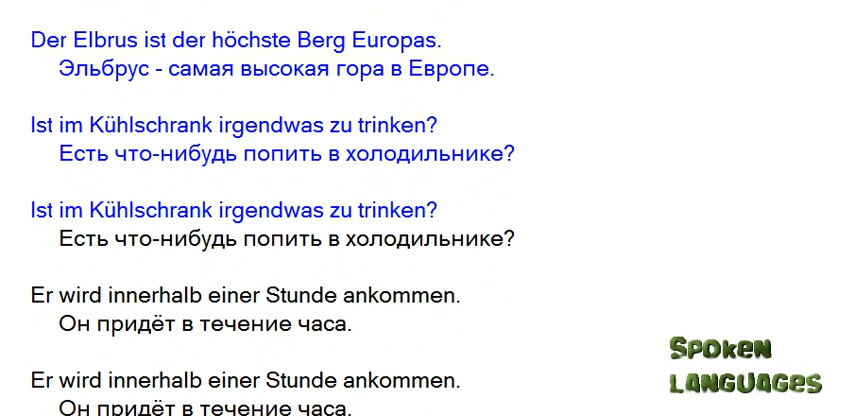 Der Elbrus ist der höchste Berg Europas.
Эльбрус - самая высокая гора в Европе.
Ist im Kühlschrank irgendwas zu trinken?
Есть что-нибудь попить в холодильнике?
Ist im Kühlschrank irgendwas zu trinken?
Есть что-нибудь попить в холодильнике?
Er wird innerhalb einer Stunde ankommen.
Он придёт в течение часа.
Er wird innerhalb einer Stunde ankommen.
Он придёт в течение часа.
Spoken
Languages